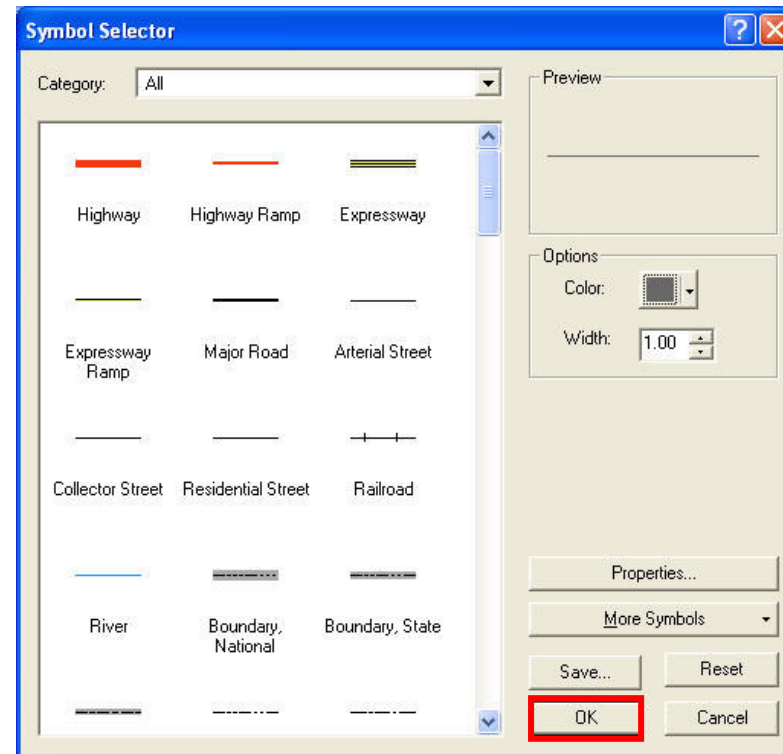 Symbol Selector
Category: All
Highway
Highway Ramp
Expressway
Expressway
Ramp
Major Road
Arterial Street
Collector Street
Residential Street
Railroad
River
Boundary,
National
Boundary, State
Preview
Options
Color:
Width: 1.00
Properties...
More Symbols
Save...
Reset
OK
Cancel